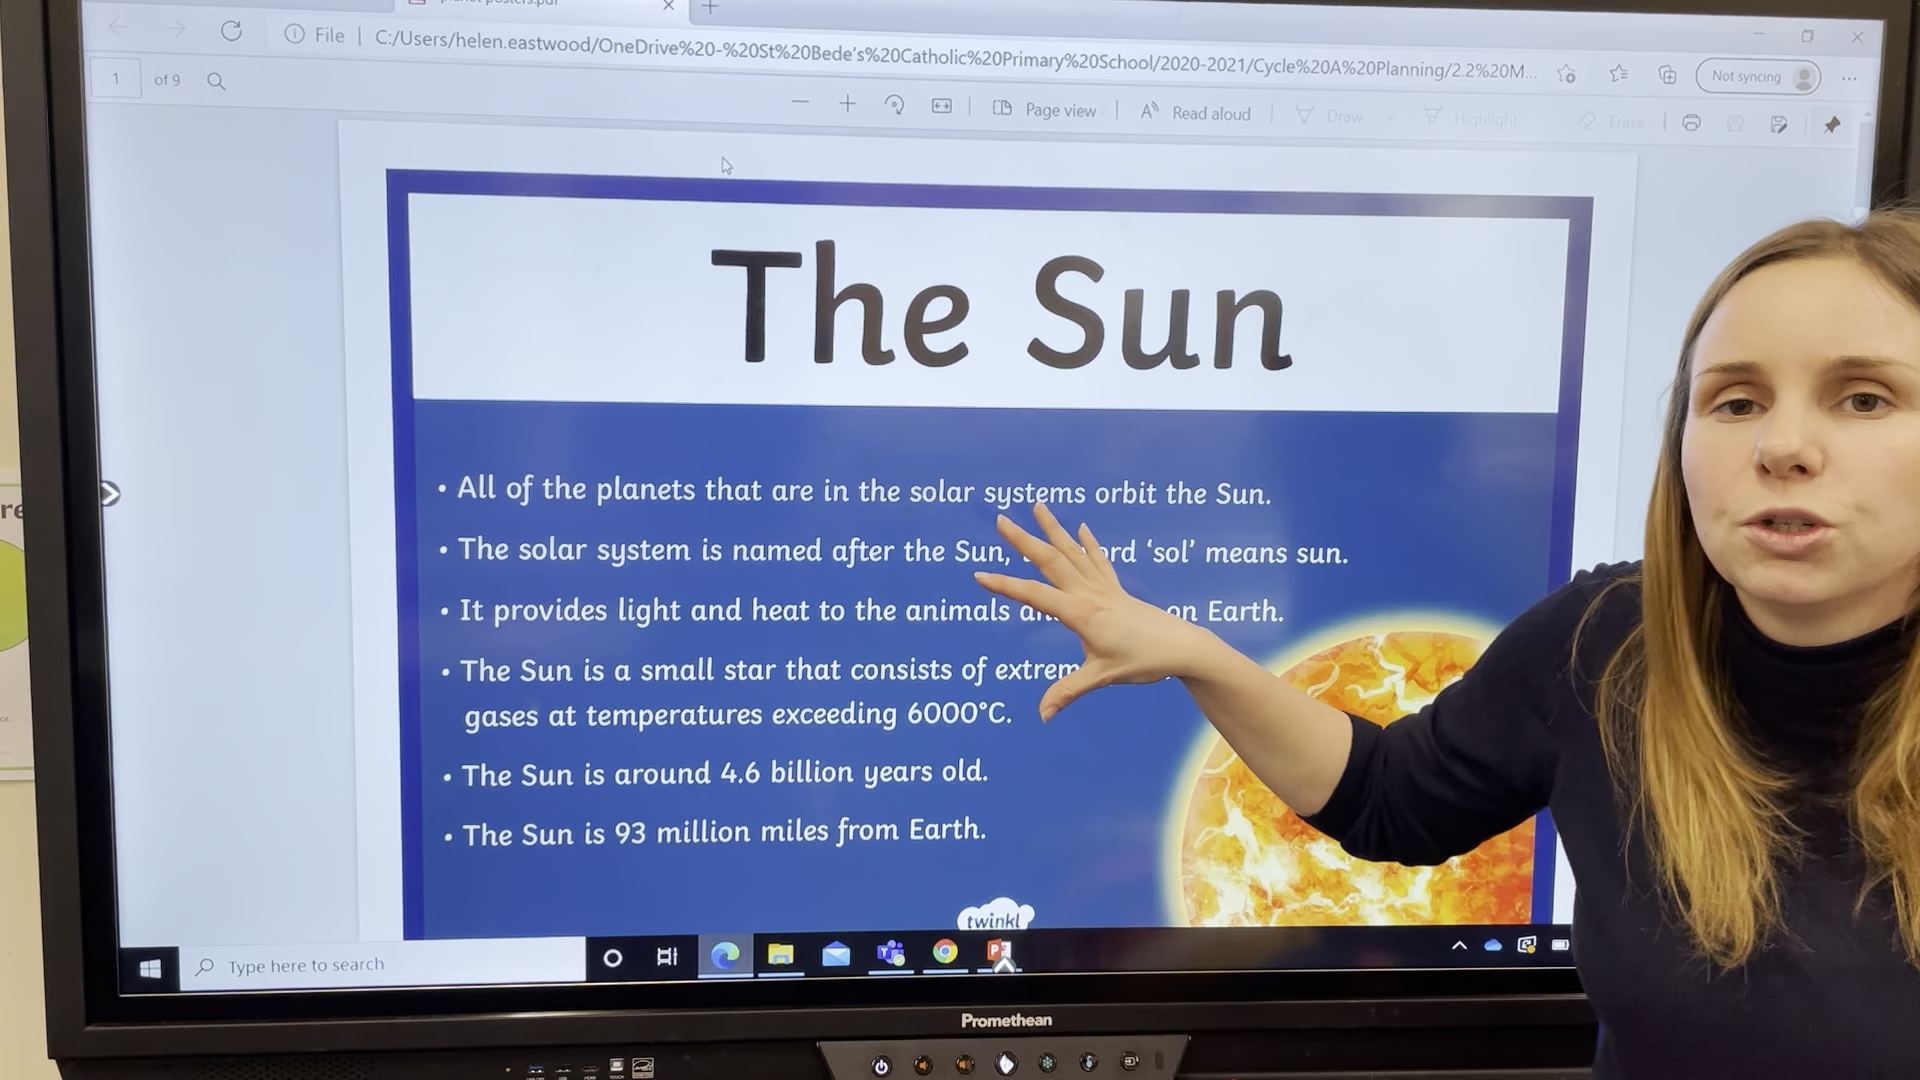 planet posters.pdf
File | C:/Users/helen.eastwood/OneDrive%20-%20St%20Bede's%20Catholic%20Primary%20School/2020-2021/Cycle%20A%20Planning/2.2%20M...
Not syncing
1 of 9
Page view
Read aloud
Draw
Highlight
Erase
The Sun
• All of the planets that are in the solar systems orbit the Sun.
• The solar system is named after the Sun, 'sol' means sun.
• It provides light and heat to the animals on Earth.
• The Sun is a small star that consists of
gases at temperatures exceeding 6000°C.
• The Sun is around 4.6 billion years old.
• The Sun is 93 million miles from Earth.
twinkl
Type here to search
Promethean